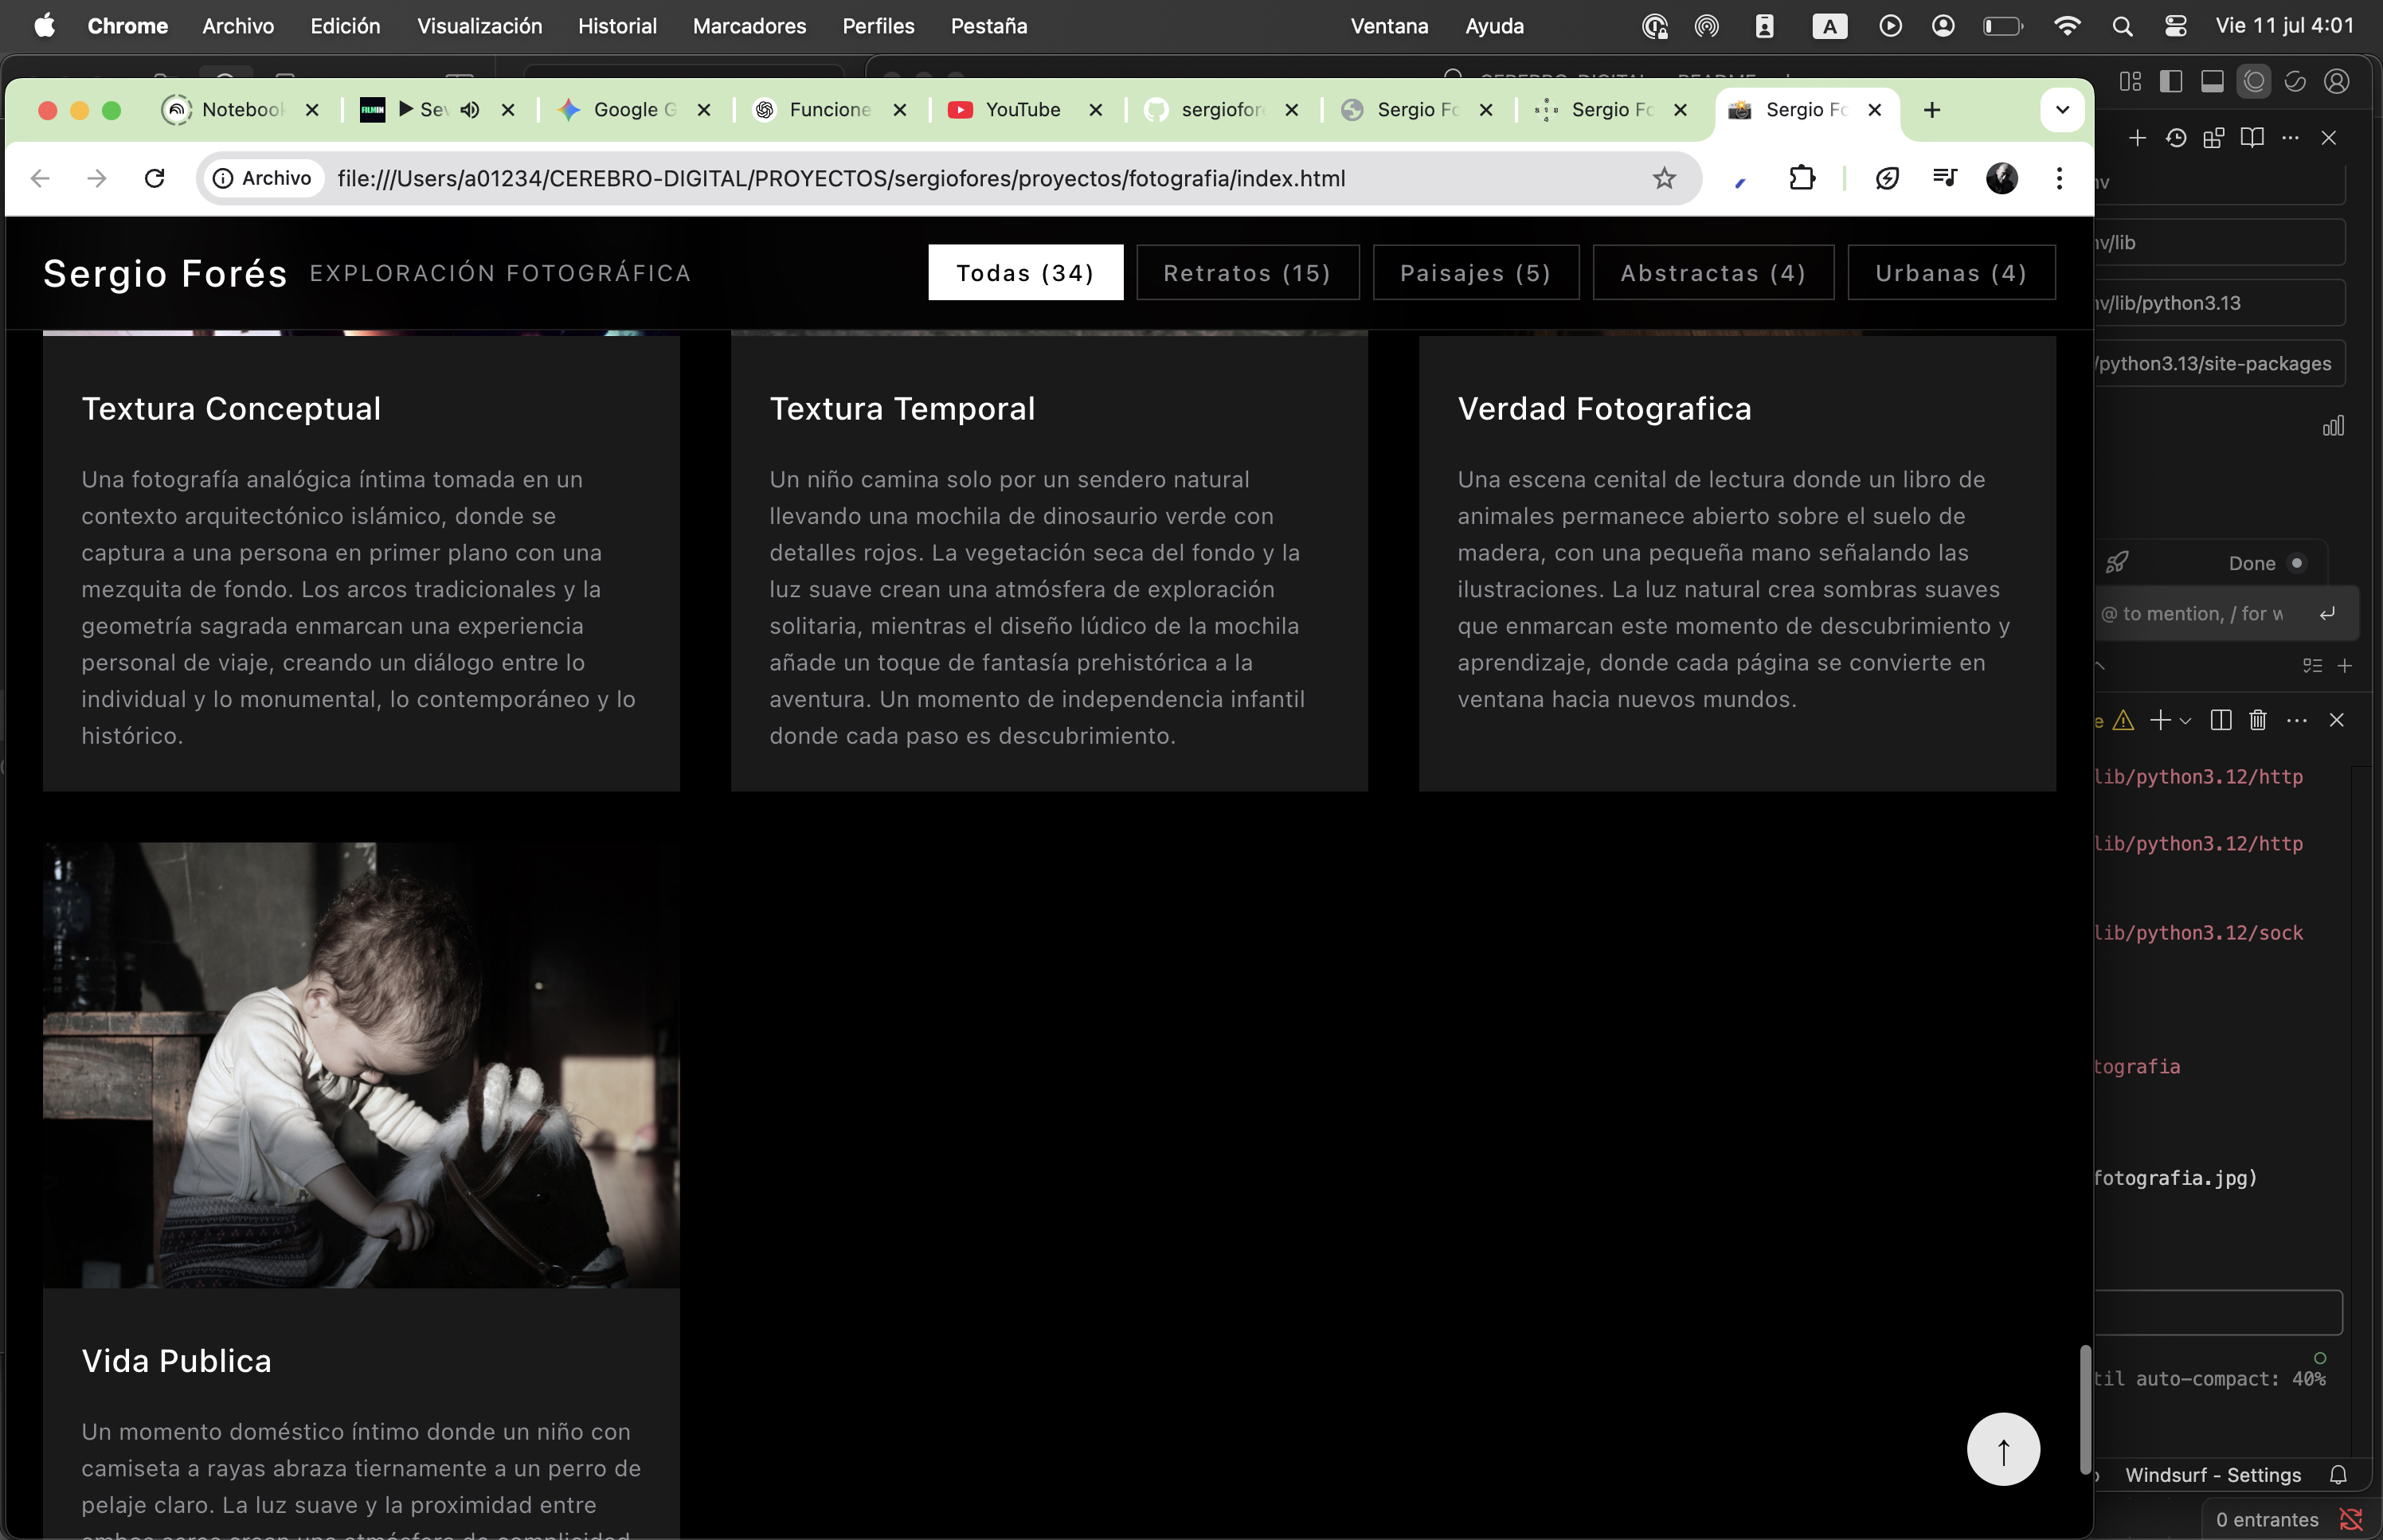 Chrome Archivo Edición Visualización Historial Marcadores Perfiles Pestaña Ventana Ayuda A Vie 11 jul 4:01
Notebook Google G Funcione YouTube sergiofor Sergio Fo Sergio Fo Sergio Fo
Archivo file:///Users/a01234/CEREBRO-DIGITAL/PROYECTOS/sergiofores/proyectos/fotografia/index.html
Sergio Forés EXPLORACIÓN FOTOGRÁFICA Todas (34) Retratos (15) Paisajes (5) Abstractas (4) Urbanas (4)
Textura Conceptual
Una fotografía analógica íntima tomada en un
contexto arquitectónico islámico, donde se
captura a una persona en primer plano con una
mezquita de fondo. Los arcos tradicionales y la
geometría sagrada enmarcan una experiencia
personal de viaje, creando un diálogo entre lo
individual y lo monumental, lo contemporáneo y lo
histórico.
Textura Temporal
Un niño camina solo por un sendero natural
llevando una mochila de dinosaurio verde con
detalles rojos. La vegetación seca del fondo y la
luz suave crean una atmósfera de exploración
solitaria, mientras el diseño lúdico de la mochila
añade un toque de fantasía prehistórica a la
aventura. Un momento de independencia infantil
donde cada paso es descubrimiento.
Verdad Fotografica
Una escena cenital de lectura donde un libro de
animales permanece abierto sobre el suelo de
madera, con una pequeña mano señalando las
ilustraciones. La luz natural crea sombras suaves
que enmarcan este momento de descubrimiento y
aprendizaje, donde cada página se convierte en
ventana hacia nuevos mundos.
Vida Publica
Un momento doméstico íntimo donde un niño con
camiseta a rayas abraza tiernamente a un perro de
pelaje claro. La luz suave y la proximidad entre
↑
nv
nv/lib
nv/lib/python3.13
/python3.13/site-packages
Done
@ to mention, / for w
lib/python3.12/http
lib/python3.12/http
lib/python3.12/sock
tografia
fotografia.jpg)
til auto-compact: 40%
Windsurf - Settings
0 entrantes